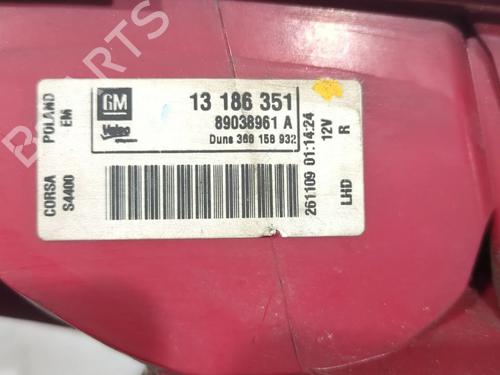 GM
Valeo
13 186 351
89038961 A
Duns 368 158 932
CORSA POLAND
S4400 EM
261109 01:14:24
12V
LHD R
PARTS